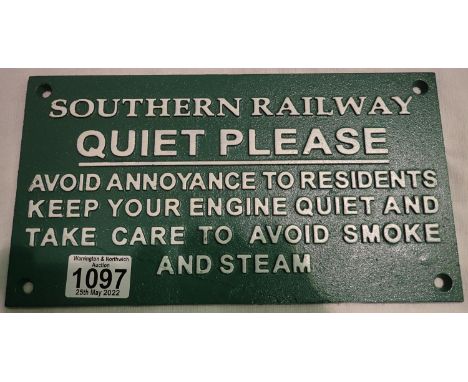 SOUTHERN RAILWAY
QUIET PLEASE
AVOID ANNOYANCE TO RESIDENTS
KEEP YOUR ENGINE QUIET AND
TAKE CARE TO AVOID SMOKE
AND STEAM
Warrington & Northwich
Auction
1097
25th May 2022